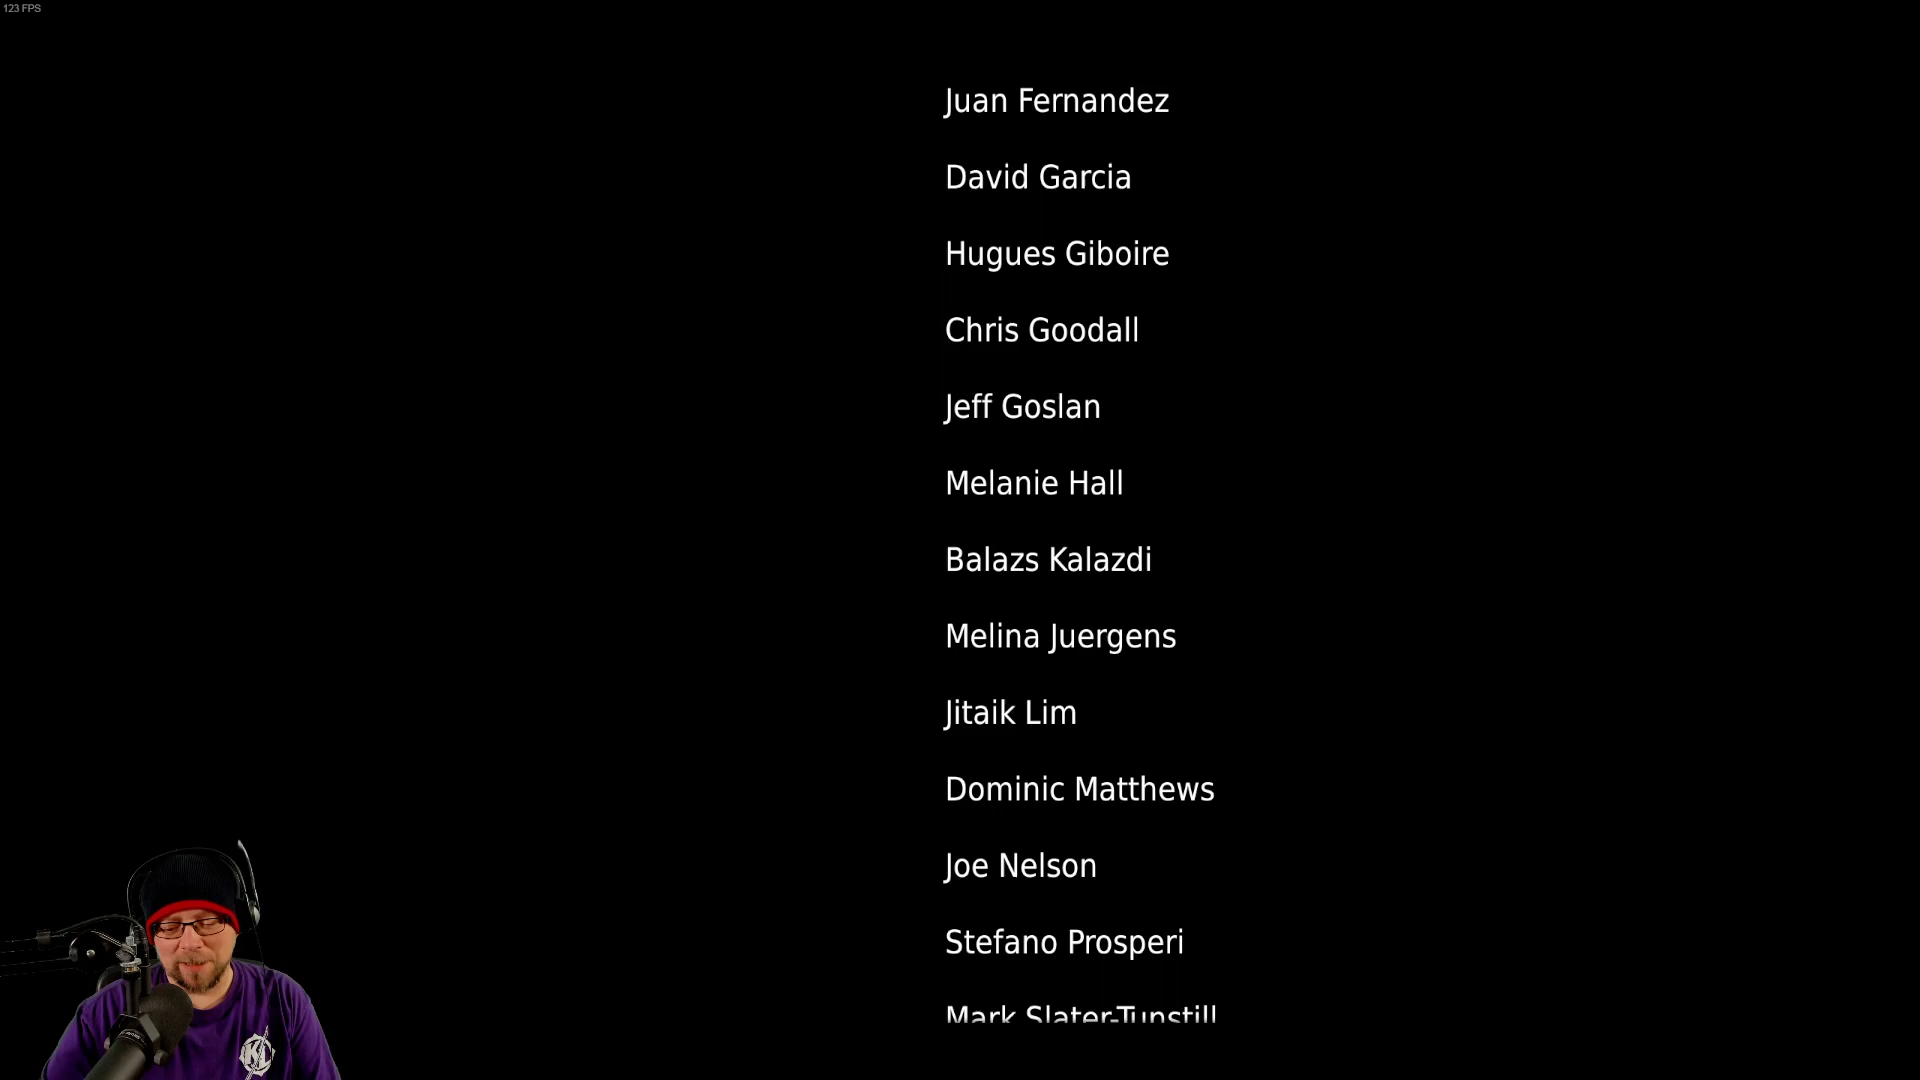 123 FPS
Juan Fernandez
David Garcia
Hugues Giboire
Chris Goodall
Jeff Goslan
Melanie Hall
Balazs Kalazdi
Melina Juergens
Jitaik Lim
Dominic Matthews
Joe Nelson
Stefano Prosperi
Mark Slater-Tunstill